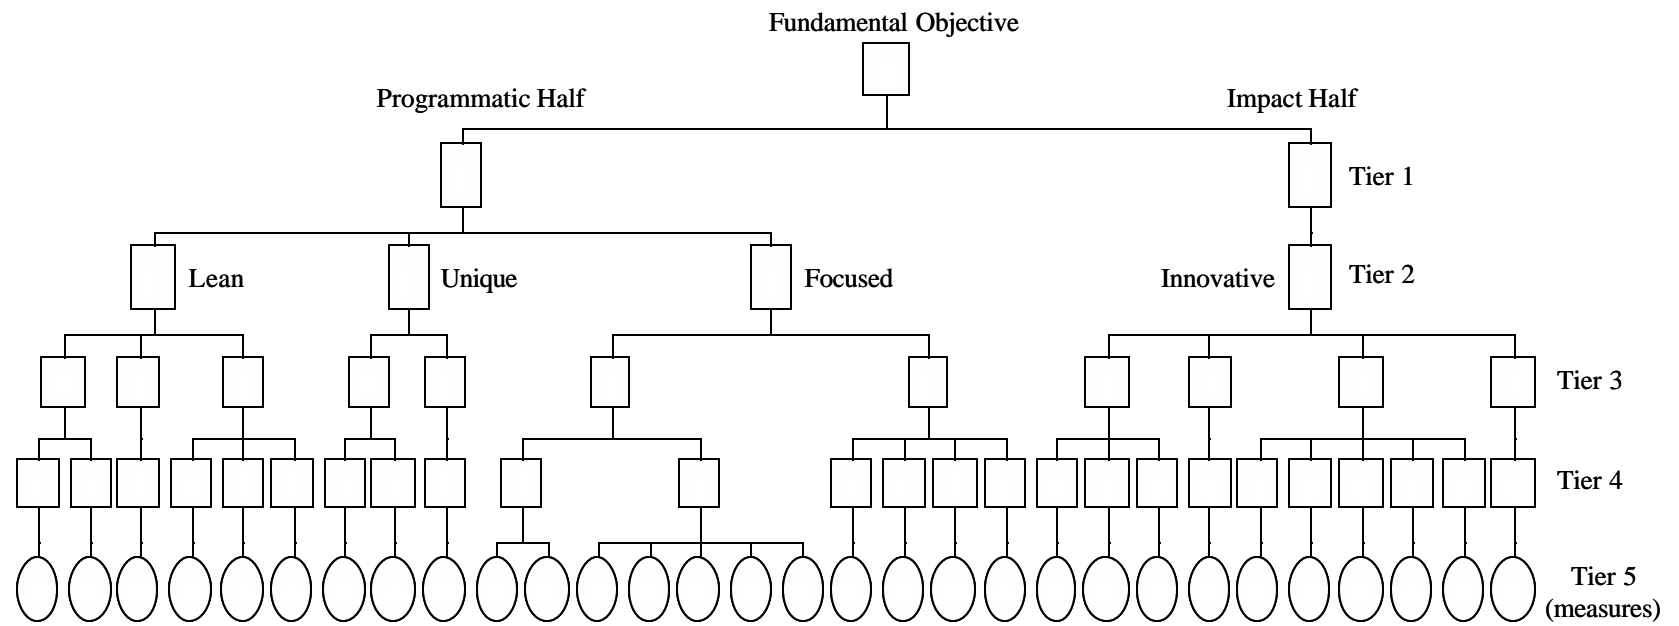 Fundamental Objective
Programmatic Half
Impact Half
Tier 1
Lean
Unique
Focused
Innovative
Tier 2
Tier 3
Tier 4
Tier 5
(measures)